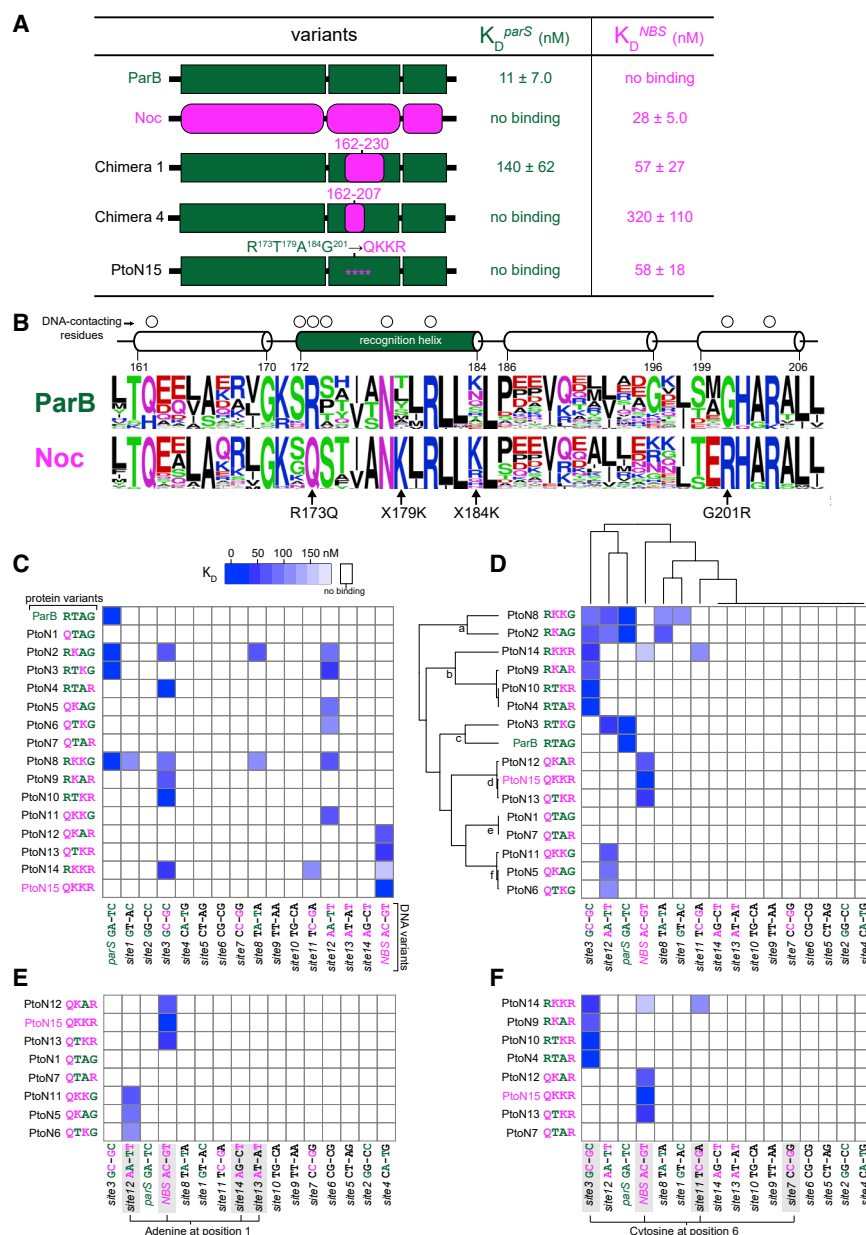 A
variants K_D^parS (nM) K_D^NBS (nM)
ParB 11 ± 7.0 no binding
Noc no binding 28 ± 5.0
162-230
Chimera 1 140 ± 62 57 ± 27
162-207
Chimera 4 no binding 320 ± 110
R¹⁷³T¹⁷⁹A¹⁸⁴G²⁰¹→QKKR
PtoN15 **** no binding 58 ± 18
B
DNA-contacting residues
recognition helix
161 170 172 184 186 196 199 206
ParB
Noc
R173Q X179K X184K G201R
C
K_D 0 50 100 150 nM
no binding
protein variants
ParB RTAG
PtoN1 QTAG
PtoN2 RKAG
PtoN3 RTKG
PtoN4 RTAR
PtoN5 QKAG
PtoN6 QTKG
PtoN7 QTAR
PtoN8 RKKG
PtoN9 RKAR
PtoN10 RTKR
PtoN11 QKKG
PtoN12 QKAR
PtoN13 QTKR
PtoN14 RKKR
PtoN15 QKKR
parS GA-TC
site1 GT-AC
site2 GG-CC
site3 GC-GC
site4 CA-TG
site5 CT-AG
site6 CG-CG
site7 CC-GG
site8 TA-TA
site9 TT-AA
site10 TG-CA
site11 TC-GA
site12 AA-TT
site13 AT-AT
site14 AG-CT
NBS AC-GT
DNA variants
D
a
b
c
d
e
f
PtoN8 RKKG
PtoN2 RKAG
PtoN14 RKKR
PtoN9 RKAR
PtoN10 RTKR
PtoN4 RTAR
PtoN3 RTKG
ParB RTAG
PtoN12 QKAR
PtoN15 QKKR
PtoN13 QTKR
PtoN1 QTAG
PtoN7 QTAR
PtoN11 QKKG
PtoN5 QKAG
PtoN6 QTKG
site3 GC-GC
site12 AA-TT
parS GA-TC
NBS AC-GT
site8 TA-TA
site1 GT-AC
site11 TC-GA
site14 AG-CT
site13 AT-AT
site10 TG-CA
site9 TT-AA
site7 CC-GG
site6 CG-CG
site5 CT-AG
site2 GG-CC
site4 CA-TG
E
PtoN12 QKAR
PtoN15 QKKR
PtoN13 QTKR
PtoN1 QTAG
PtoN7 QTAR
PtoN11 QKKG
PtoN5 QKAG
PtoN6 QTKG
site3 GC-GC
site12 AA-TT
parS GA-TC
NBS AC-GT
site8 TA-TA
site1 GT-AC
site11 TC-GA
site14 AG-CT
site13 AT-AT
site10 TG-CA
site9 TT-AA
site7 CC-GG
site6 CG-CG
site5 CT-AG
site2 GG-CC
site4 CA-TG
Adenine at position 1
F
PtoN14 RKKR
PtoN9 RKAR
PtoN10 RTKR
PtoN4 RTAR
PtoN12 QKAR
PtoN15 QKKR
PtoN13 QTKR
PtoN7 QTAR
site3 GC-GC
site12 AA-TT
parS GA-TC
NBS AC-GT
site8 TA-TA
site1 GT-AC
site11 TC-GA
site14 AG-CT
site13 AT-AT
site10 TG-CA
site9 TT-AA
site7 CC-GG
site6 CG-CG
site5 CT-AG
site2 GG-CC
site4 CA-TG
Cytosine at position 6